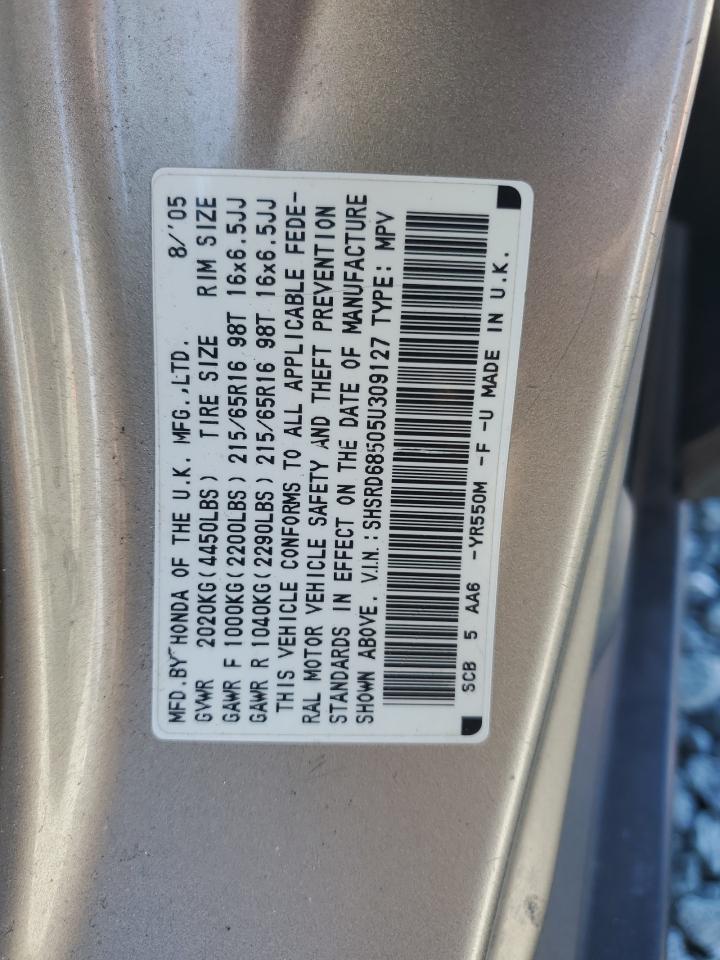 MFD.BY HONDA OF THE U.K. MFG.,LTD. 8/'05
GVWR 2020KG(4450LBS) TIRE SIZE RIM SIZE
GAWR F 1000KG(2200LBS) 215/65R16 98T 16x6.5JJ
GAWR R 1040KG(2290LBS) 215/65R16 98T 16x6.5JJ
THIS VEHICLE CONFORMS TO ALL APPLICABLE FEDE-
RAL MOTOR VEHICLE SAFETY AND THEFT PREVENTION
STANDARDS IN EFFECT ON THE DATE OF MANUFACTURE
SHOWN ABOVE. V.I.N.:SHSRD68505U309127 TYPE: MPV
SCB 5 AA6 -YR550M -F -U MADE IN U.K.